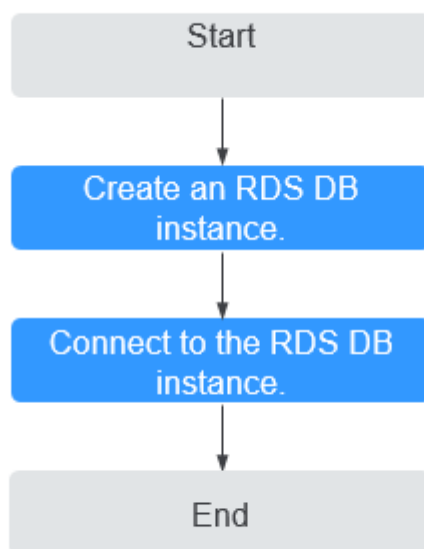 Start
Create an RDS DB
instance.
Connect to the RDS DB
instance.
End